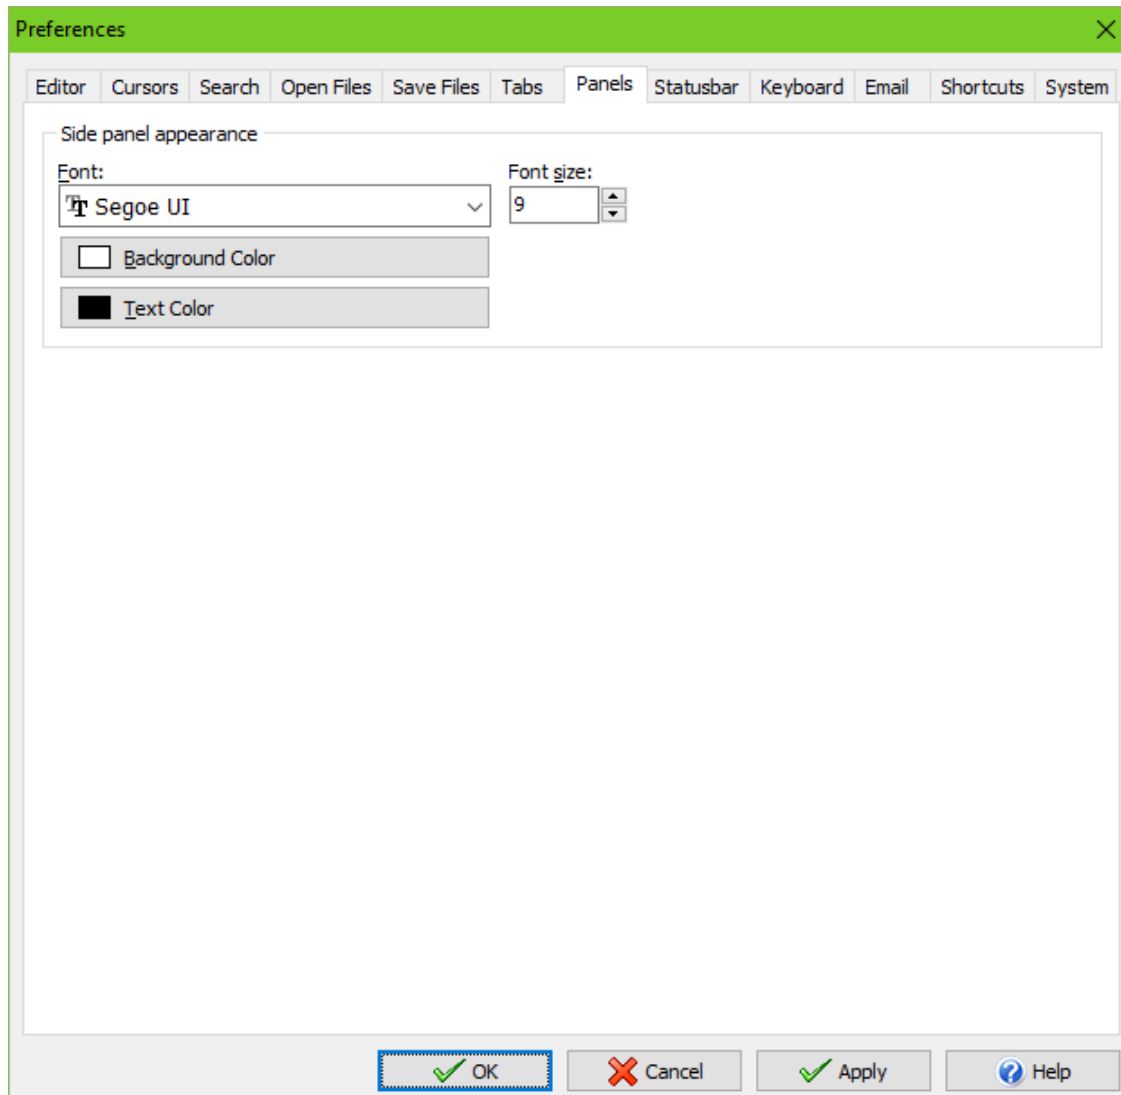 Preferences
Editor Cursors Search Open Files Save Files Tabs Panels Statusbar Keyboard Email Shortcuts System
Side panel appearance
Font: Font size:
Segoe UI 9
Background Color
Text Color
OK Cancel Apply Help